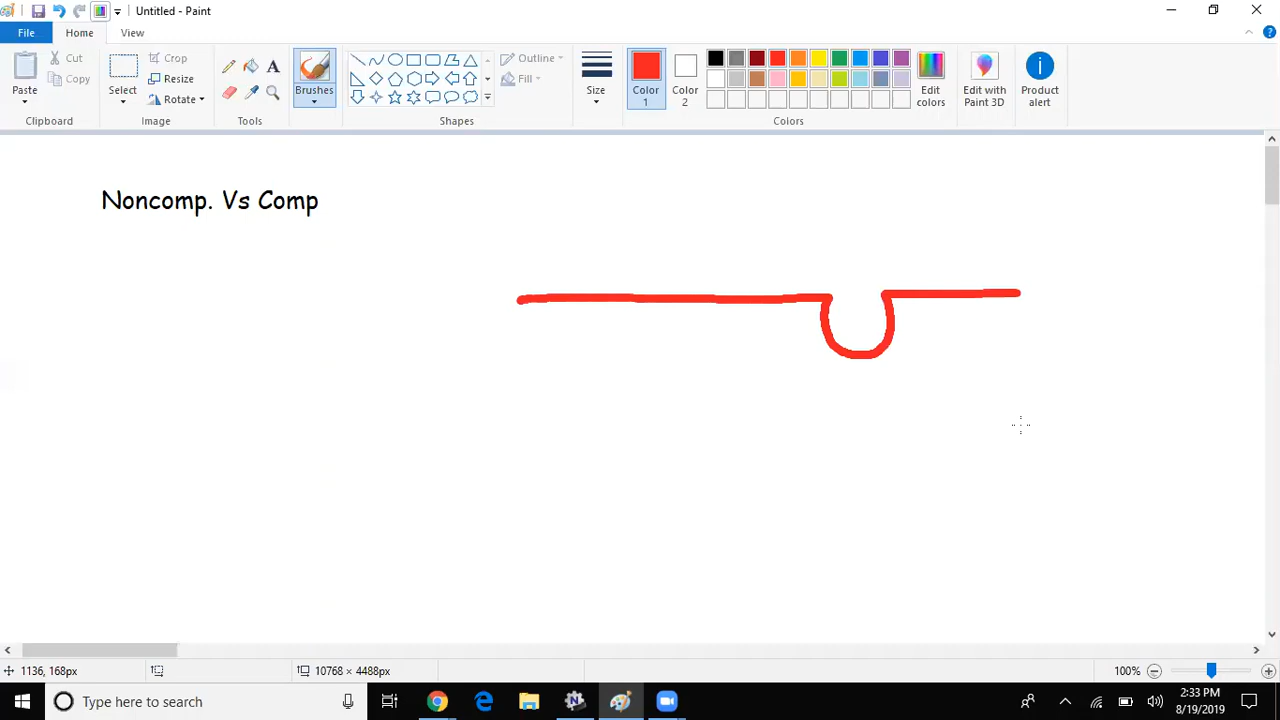 Untitled - Paint
File Home View
Paste
Cut
Copy
Clipboard
Select
Crop
Resize
Rotate
Image
Tools
Brushes
Shapes
Outline
Fill
Size
Color 1
Color 2
Colors
Edit colors
Edit with Paint 3D
Product alert
Noncomp. Vs Comp
1136, 168px
10768 × 4488px
100%
Type here to search
2:33 PM
8/19/2019